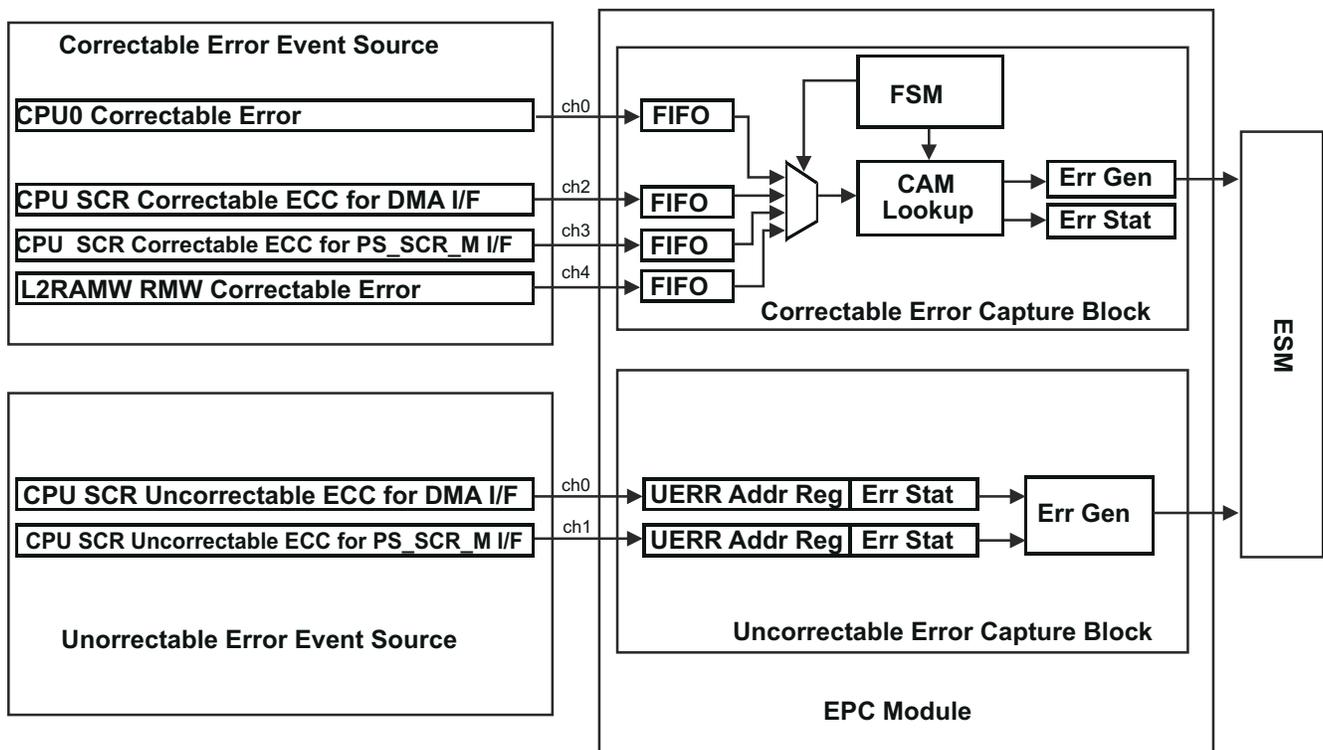 Correctable Error Event Source
CPU0 Correctable Error
CPU SCR Correctable ECC for DMA I/F
CPU SCR Correctable ECC for PS_SCR_M I/F
L2RAMW RMW Correctable Error
ch0
ch2
ch3
ch4
FIFO
FIFO
FIFO
FIFO
FSM
CAM
Lookup
Err Gen
Err Stat
Correctable Error Capture Block
ESM
CPU SCR Uncorrectable ECC for DMA I/F
CPU SCR Uncorrectable ECC for PS_SCR_M I/F
Unorrectable Error Event Source
ch0
ch1
UERR Addr Reg
Err Stat
UERR Addr Reg
Err Stat
Err Gen
Uncorrectable Error Capture Block
EPC Module